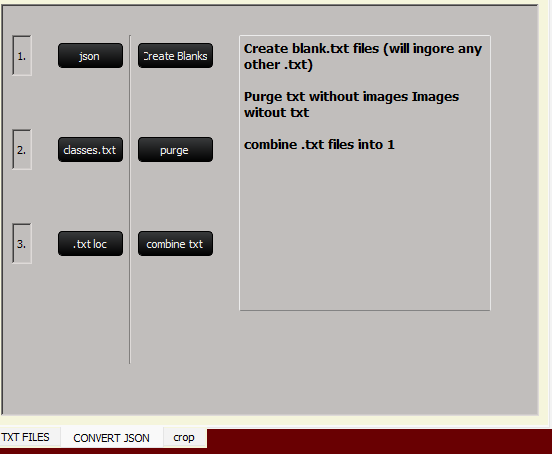 1.
json
Create Blanks
2.
classes.txt
purge
3.
.txt loc
combine txt
Create blank.txt files (will ingore any
other .txt)
Purge txt without images Images
witout txt
combine .txt files into 1
TXT FILES
CONVERT JSON
crop